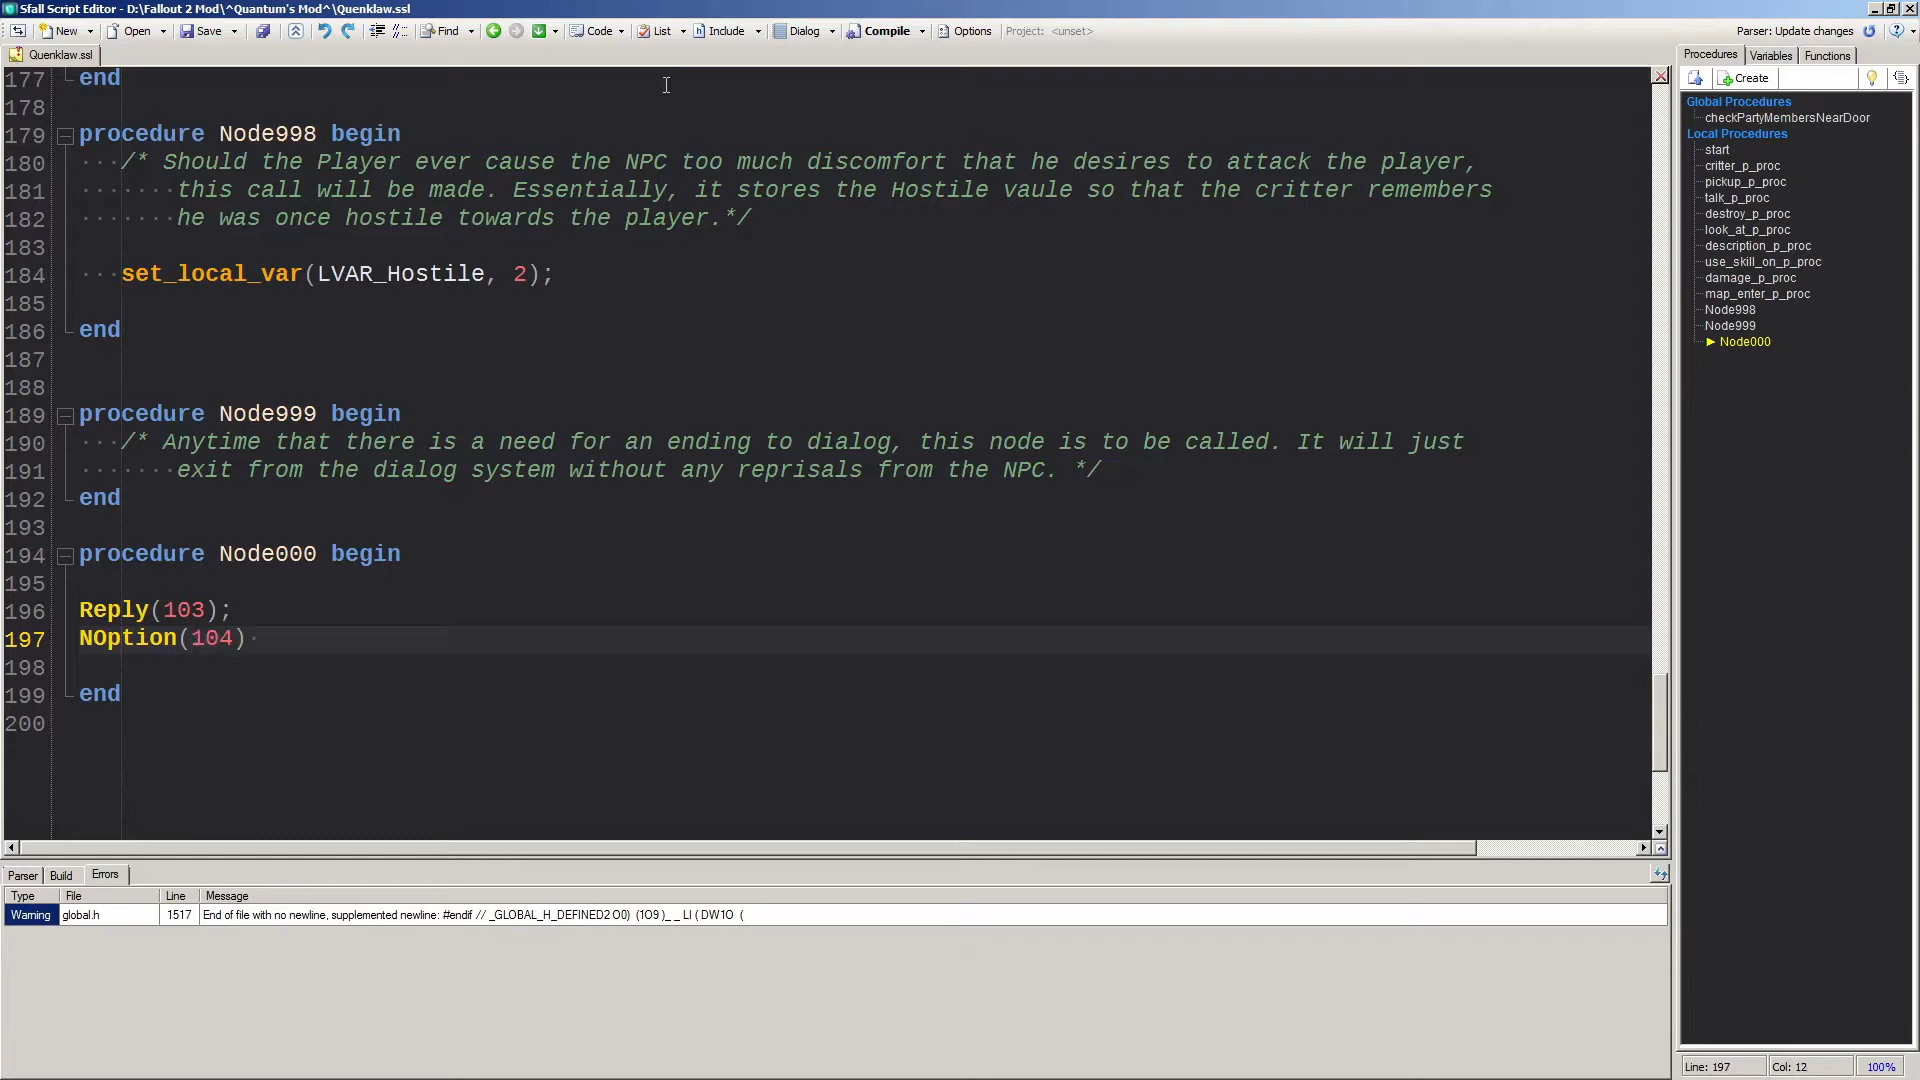 Sfall Script Editor - D:\Fallout 2 Mod\^Quantum's Mod^\Quenklaw.ssl
New Open Save Find Code List Include Dialog Compile Options Project: <unset> Parser: Update changes
Quenklaw.ssl
177 end
178
179 procedure Node998 begin
180 ···/* Should the Player ever cause the NPC too much discomfort that he desires to attack the player,
181 ·······this call will be made. Essentially, it stores the Hostile vaule so that the critter remembers
182 ·······he was once hostile towards the player.*/
183
184 ···set_local_var(LVAR_Hostile, 2);
185
186 end
187
188
189 procedure Node999 begin
190 ···/* Anytime that there is a need for an ending to dialog, this node is to be called. It will just
191 ·······exit from the dialog system without any reprisals from the NPC. */
192 end
193
194 procedure Node000 begin
195
196 Reply(103);
197 NOption(104)·
198
199 end
200
Procedures Variables Functions
Create
Global Procedures
checkPartyMembersNearDoor
Local Procedures
start
critter_p_proc
pickup_p_proc
talk_p_proc
destroy_p_proc
look_at_p_proc
description_p_proc
use_skill_on_p_proc
damage_p_proc
map_enter_p_proc
Node998
Node999
Node000
Parser Build Errors
Type File Line Message
Warning global.h 1517 End of file with no newline, supplemented newline: #endif // _GLOBAL_H_DEFINED2 O0) (1O9 )_ _ LI ( DW1O (
Line: 197 Col: 12 100%